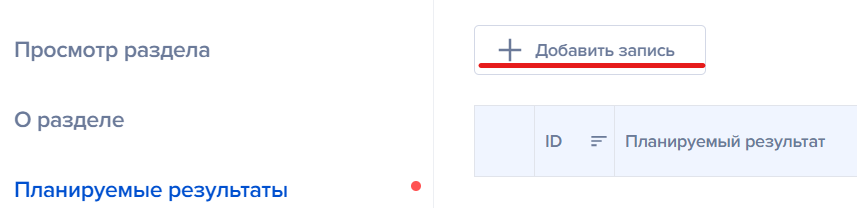 Просмотр раздела
О разделе
Планируемые результаты
Добавить запись
ID
Планируемый результат